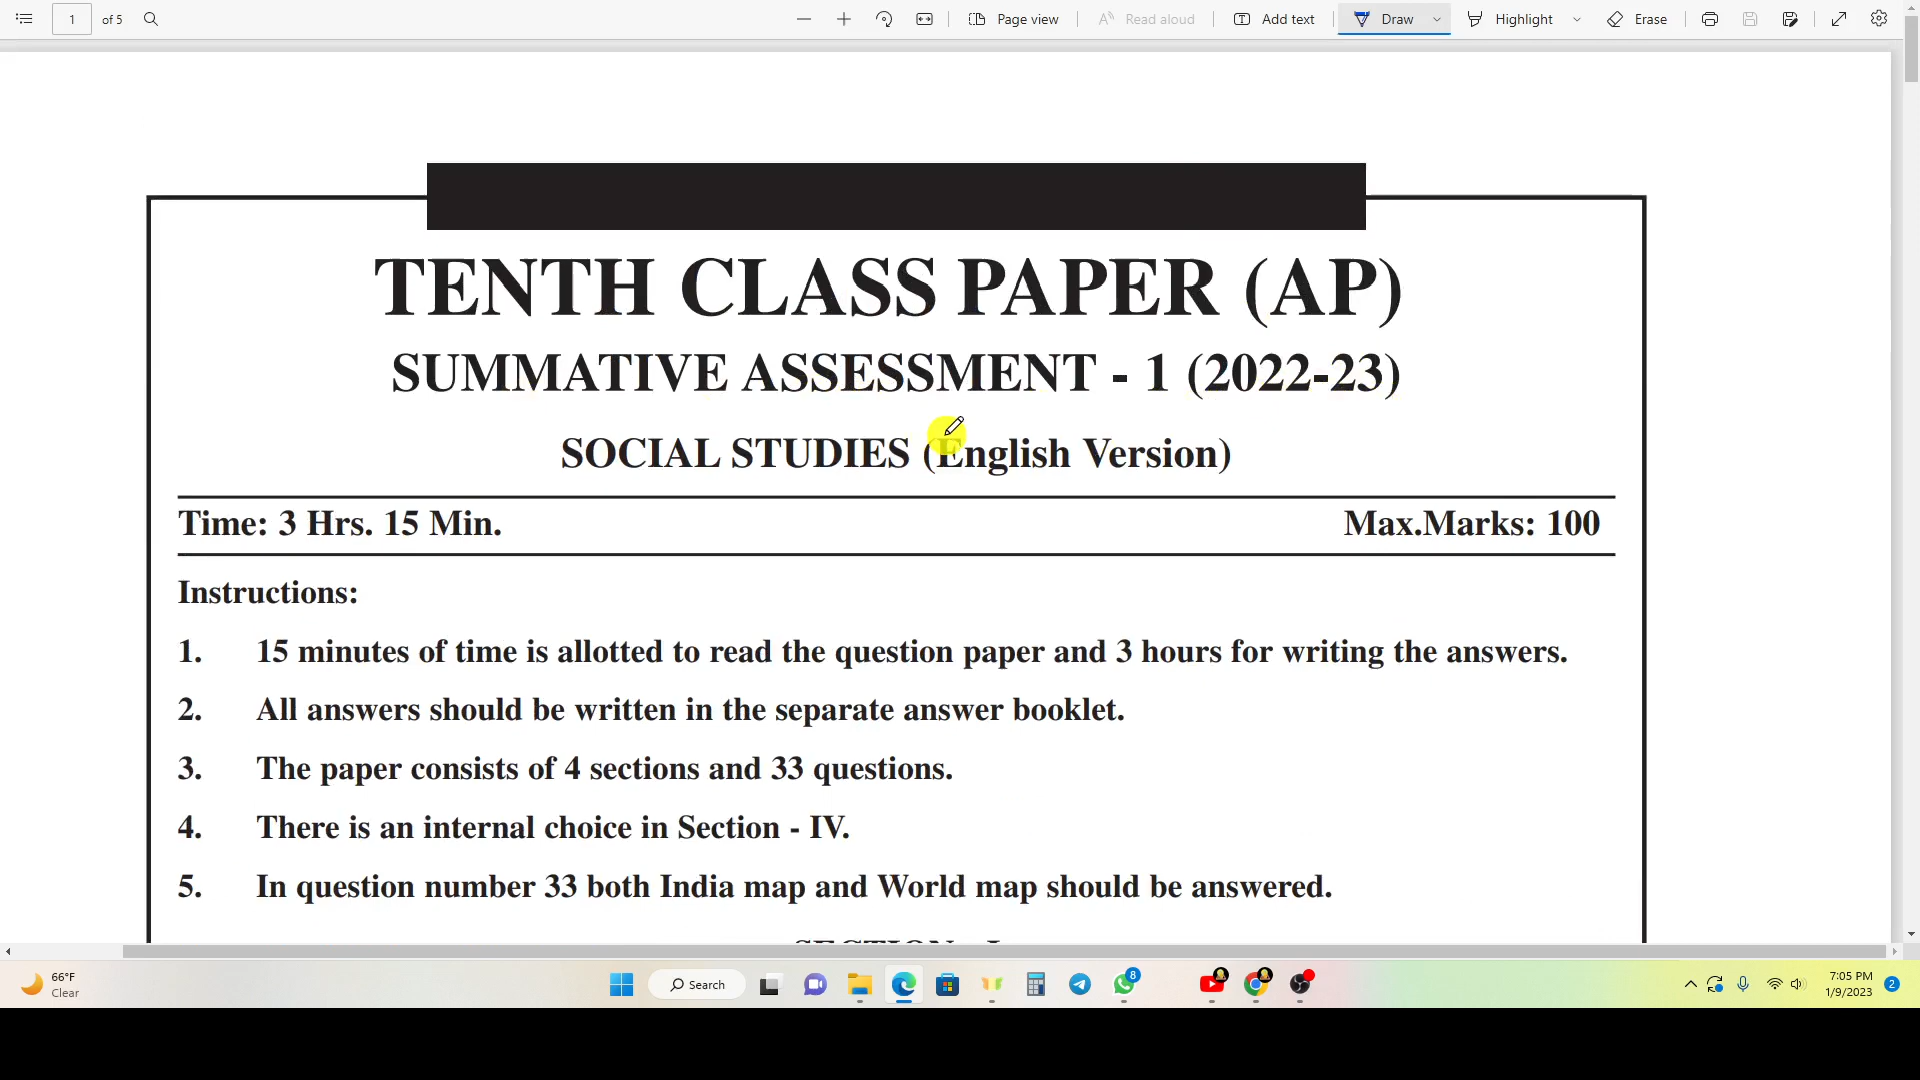 1 of 5 Page view Read aloud Add text Draw Highlight Erase
TENTH CLASS PAPER (AP)
SUMMATIVE ASSESSMENT - 1 (2022-23)
SOCIAL STUDIES (English Version)
Time: 3 Hrs. 15 Min. Max.Marks: 100
Instructions:
1. 15 minutes of time is allotted to read the question paper and 3 hours for writing the answers.
2. All answers should be written in the separate answer booklet.
3. The paper consists of 4 sections and 33 questions.
4. There is an internal choice in Section - IV.
5. In question number 33 both India map and World map should be answered.
66°F
Clear
Search
8
7:05 PM
1/9/2023
2